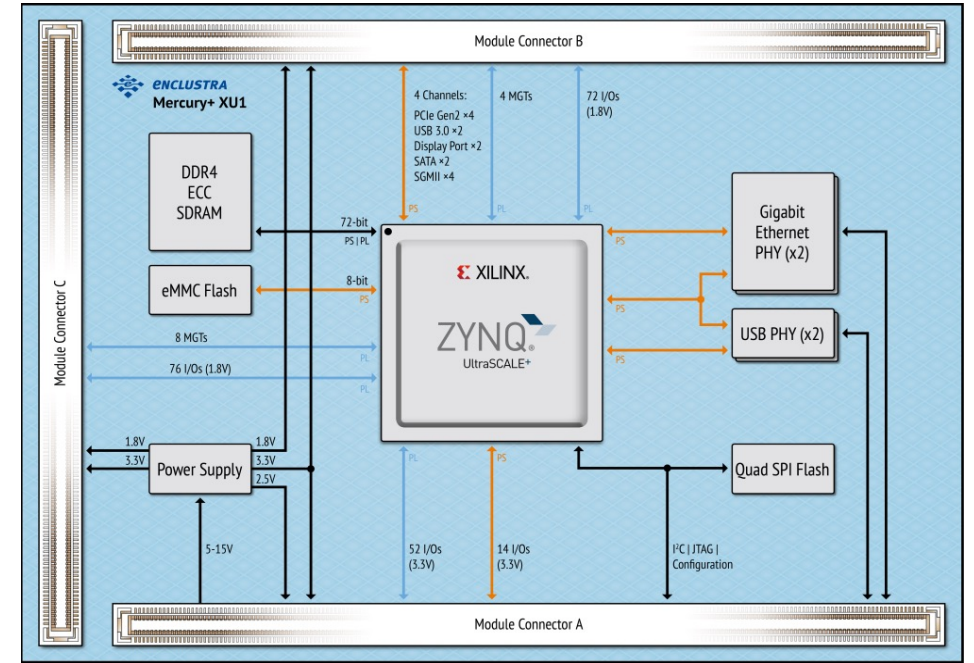 Module Connector B
ENCLUSTRA
Mercury+ XU1
4 Channels:
PCIe Gen2 ×4
USB 3.0 ×2
Display Port ×2
SATA ×2
SGMII ×4
4 MGTs
72 I/Os
(1.8V)
PS
PL
PL
DDR4
ECC
SDRAM
72-bit
PS | PL
eMMC Flash
8-bit
PS
XILINX.
ZYNQ.
UltraSCALE+
PS
Gigabit
Ethernet
PHY (x2)
PS
USB PHY (x2)
PS
Module Connector C
8 MGTs
PL
76 I/Os (1.8V)
PL
1.8V
3.3V
Power Supply
1.8V
3.3V
2.5V
5-15V
PL
PS
52 I/Os
(3.3V)
14 I/Os
(3.3V)
Quad SPI Flash
I²C | JTAG |
Configuration
Module Connector A